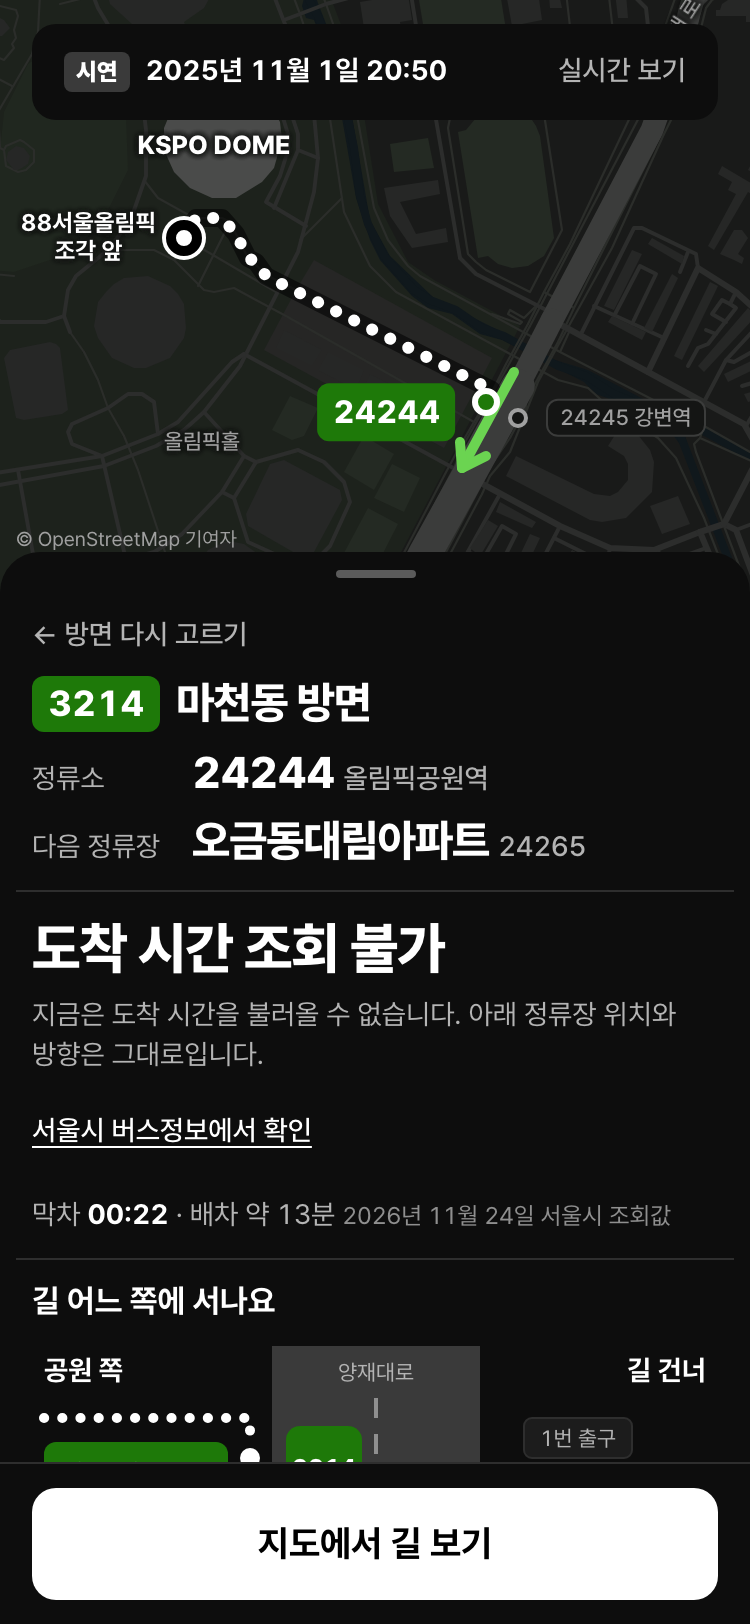 시연 2025년 11월 1일 20:50 실시간 보기
KSPO DOME
88서울올림픽
조각 앞
24244
24245 강변역
올림픽홀
© OpenStreetMap 기여자
← 방면 다시 고르기
3214 마천동 방면
정류소 24244 올림픽공원역
다음 정류장 오금동대림아파트 24265
도착 시간 조회 불가
지금은 도착 시간을 불러올 수 없습니다. 아래 정류장 위치와
방향은 그대로입니다.
서울시 버스정보에서 확인
막차 00:22 · 배차 약 13분 2026년 11월 24일 서울시 조회값
길 어느 쪽에 서나요
공원 쪽 양재대로 길 건너
1번 출구
지도에서 길 보기